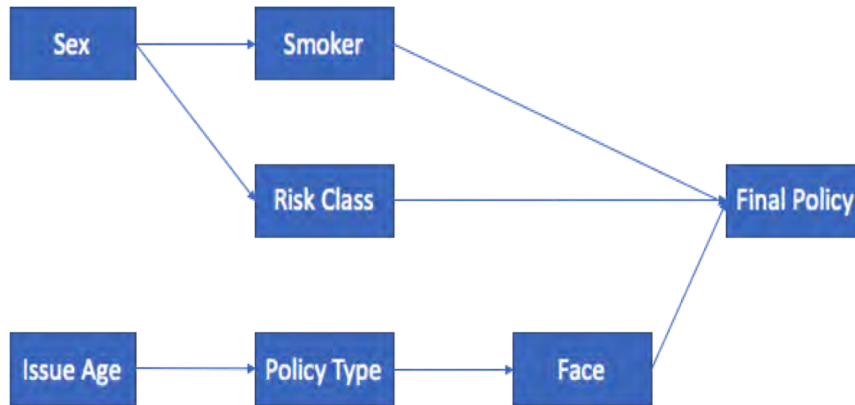 Sex
Smoker
Risk Class
Final Policy
Issue Age
Policy Type
Face